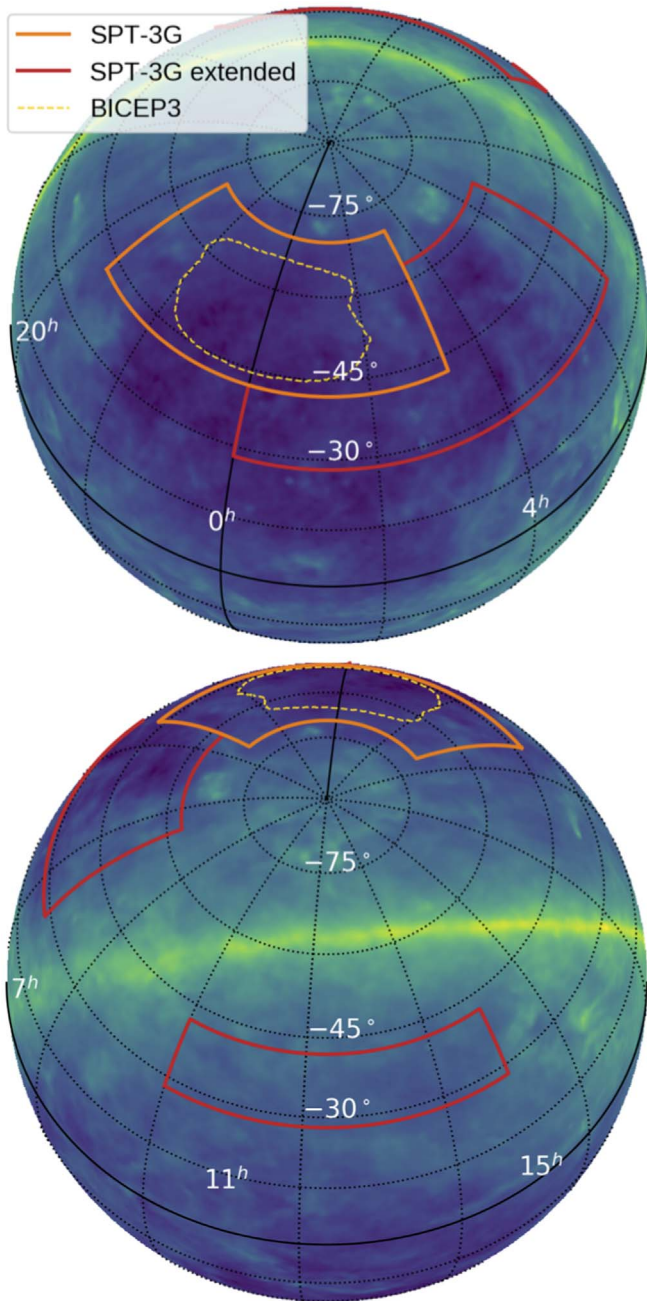 SPT-3G
SPT-3G extended
BICEP3
−75°
20ʰ
−45°
−30°
0ʰ
4ʰ
−75°
7ʰ
−45°
−30°
11ʰ
15ʰ